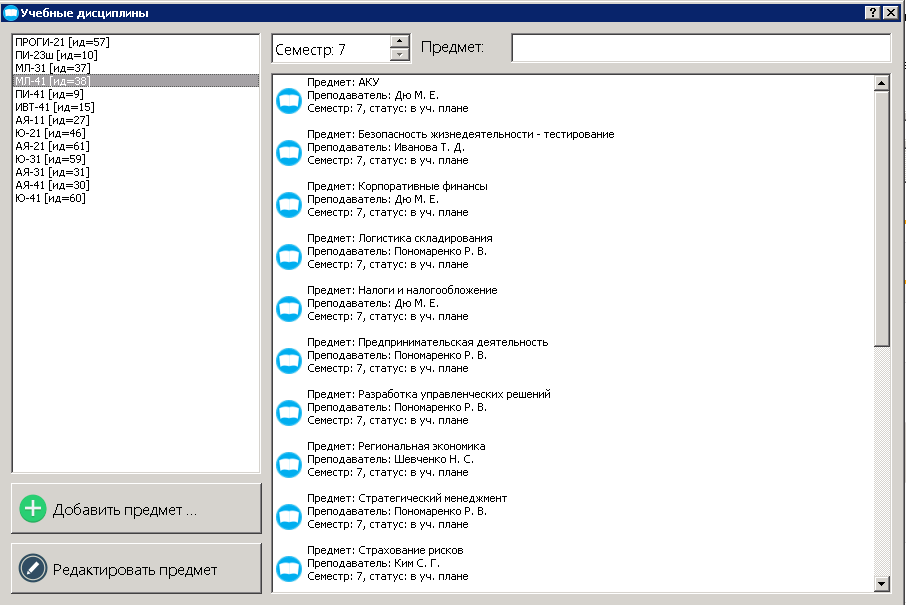 Учебные дисциплины
ПРОГИ-21 [ид=57]
ПИ-23ш [ид=10]
МЛ-31 [ид=37]
МЛ-41 [ид=38]
ПИ-41 [ид=9]
ИВТ-41 [ид=15]
АЯ-11 [ид=27]
Ю-21 [ид=46]
АЯ-21 [ид=61]
Ю-31 [ид=59]
АЯ-31 [ид=31]
АЯ-41 [ид=30]
Ю-41 [ид=60]
Добавить предмет ...
Редактировать предмет
Семестр: 7
Предмет:
Предмет: АКУ
Преподаватель: Дю М. Е.
Семестр: 7, статус: в уч. плане
Предмет: Безопасность жизнедеятельности - тестирование
Преподаватель: Иванова Т. Д.
Семестр: 7, статус: в уч. плане
Предмет: Корпоративные финансы
Преподаватель: Дю М. Е.
Семестр: 7, статус: в уч. плане
Предмет: Логистика складирования
Преподаватель: Пономаренко Р. В.
Семестр: 7, статус: в уч. плане
Предмет: Налоги и налогообложение
Преподаватель: Дю М. Е.
Семестр: 7, статус: в уч. плане
Предмет: Предпринимательская деятельность
Преподаватель: Пономаренко Р. В.
Семестр: 7, статус: в уч. плане
Предмет: Разработка управленческих решений
Преподаватель: Пономаренко Р. В.
Семестр: 7, статус: в уч. плане
Предмет: Региональная экономика
Преподаватель: Шевченко Н. С.
Семестр: 7, статус: в уч. плане
Предмет: Стратегический менеджмент
Преподаватель: Пономаренко Р. В.
Семестр: 7, статус: в уч. плане
Предмет: Страхование рисков
Преподаватель: Ким С. Г.
Семестр: 7, статус: в уч. плане